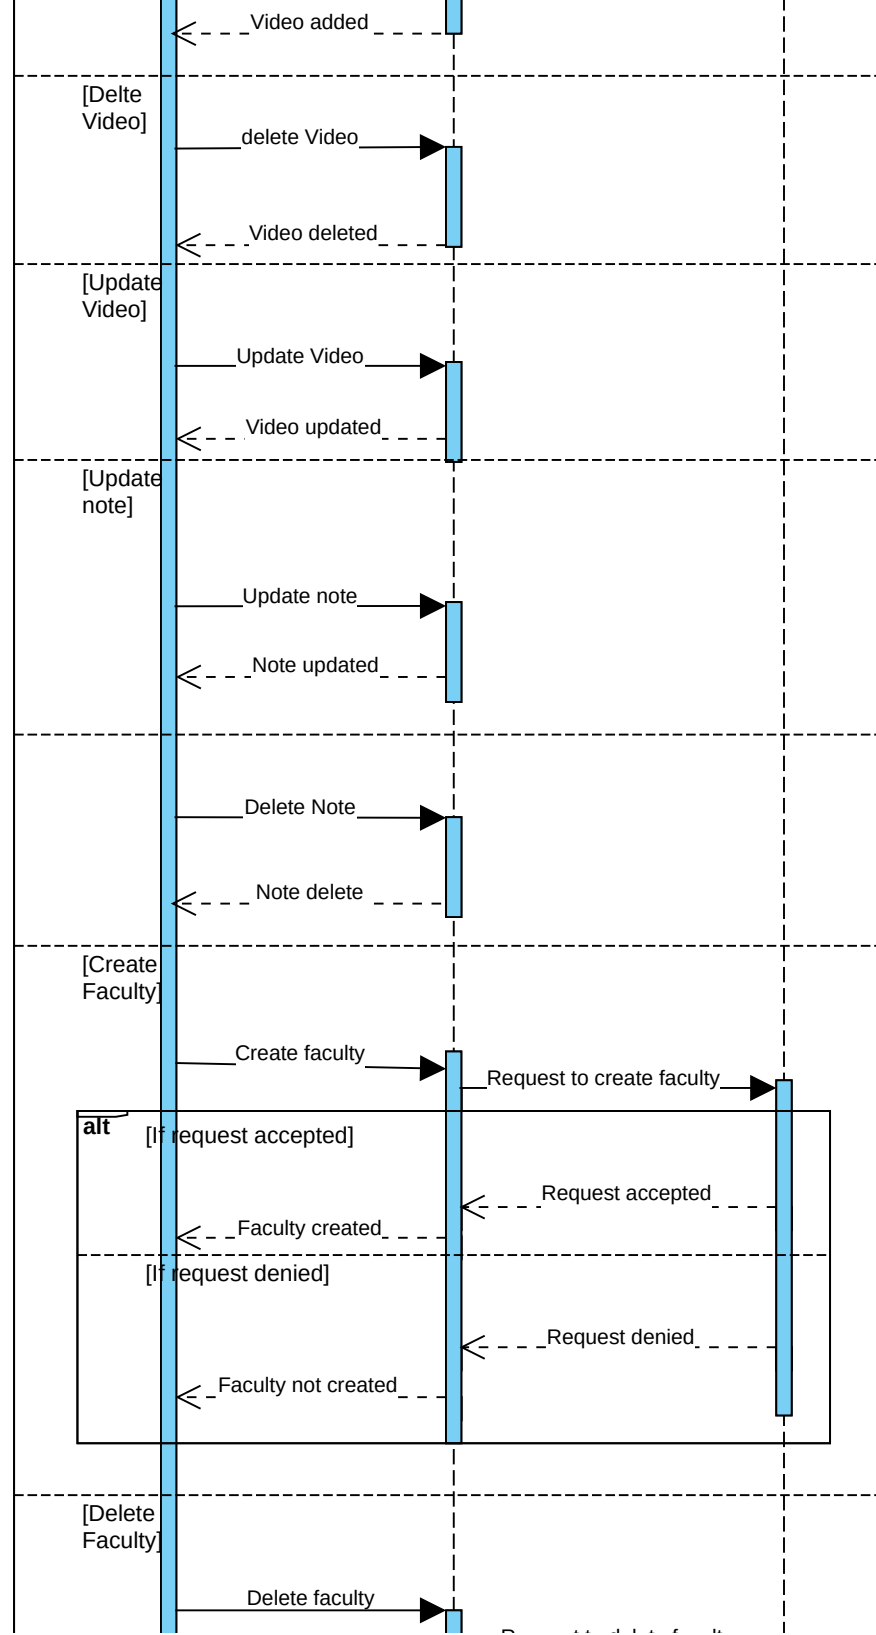 Video added
[Delte
Video]
delete Video
Video deleted
[Update
Video]
Update Video
Video updated
[Update
note]
Update note
Note updated
Delete Note
Note delete
[Create
Faculty]
Create faculty
Request to create faculty
alt
[If request accepted]
Request accepted
Faculty created
[If request denied]
Request denied
Faculty not created
[Delete
Faculty]
Delete faculty